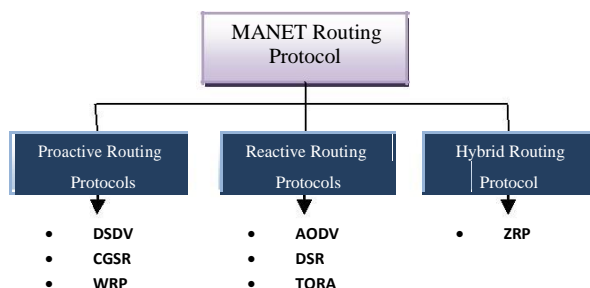 MANET Routing
Protocol
Proactive Routing
Protocols
Reactive Routing
Protocols
Hybrid Routing
Protocol
• DSDV
• CGSR
• WRP
• AODV
• DSR
• TORA
• ZRP